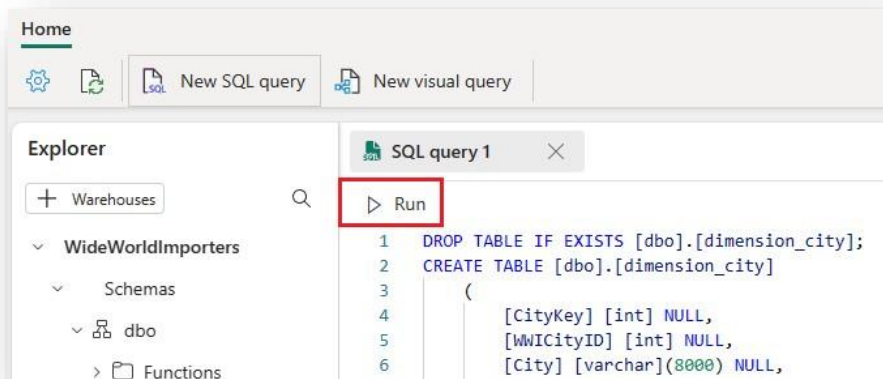 Home
SQL New SQL query New visual query
Explorer
SQL SQL query 1
+ Warehouses
Run
WideWorldImporters
Schemas
dbo
Functions
1 DROP TABLE IF EXISTS [dbo].[dimension_city];
2 CREATE TABLE [dbo].[dimension_city]
3 (
4 [CityKey] [int] NULL,
5 [WWICityID] [int] NULL,
6 [City] [varchar](8000) NULL,